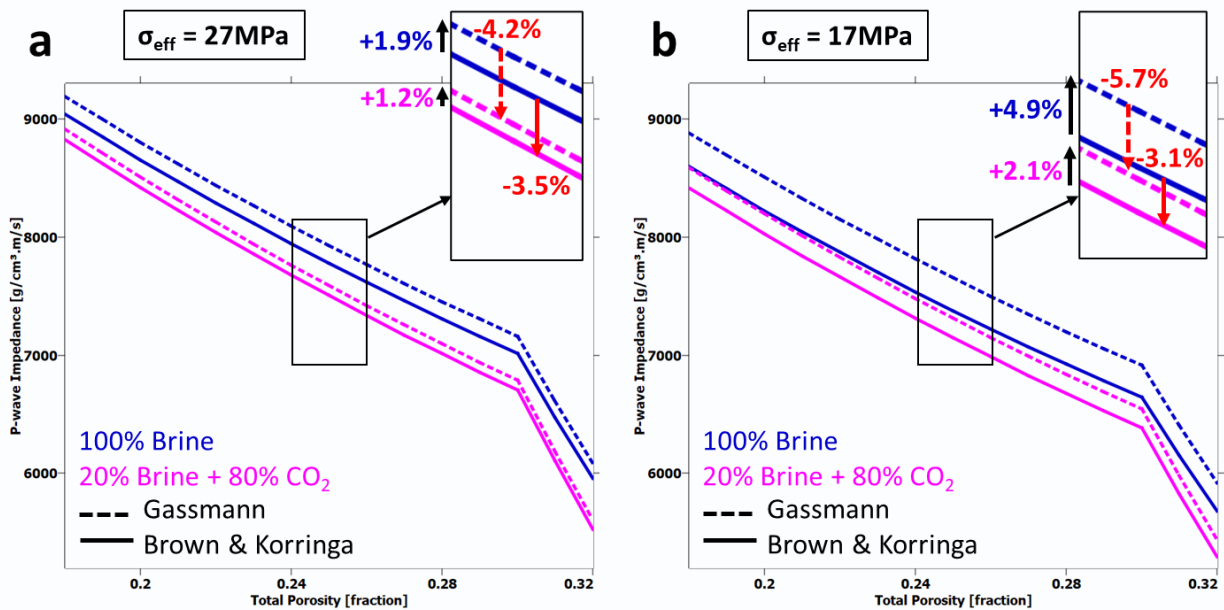 a
σeff = 27MPa
+1.9%
-4.2%
+1.2%
-3.5%
P-wave Impedance [g/cm³.m/s]
9000
8000
7000
6000
100% Brine
20% Brine + 80% CO₂
Gassmann
Brown & Korringa
0.2
0.24
0.28
0.32
Total Porosity [fraction]
b
σeff = 17MPa
-5.7%
+4.9%
-3.1%
+2.1%
P-wave Impedance [g/cm³.m/s]
9000
8000
7000
6000
100% Brine
20% Brine + 80% CO₂
Gassmann
Brown & Korringa
0.2
0.24
0.28
0.32
Total Porosity [fraction]